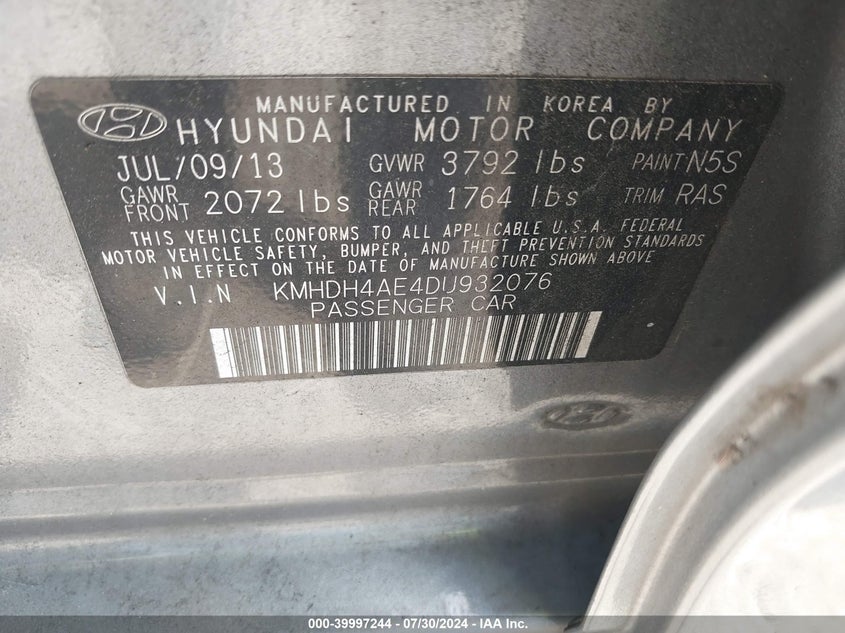 MANUFACTURED IN KOREA BY
HYUNDAI MOTOR COMPANY
JUL/09/13 GVWR 3792 lbs PAINT N5S
GAWR FRONT 2072 lbs GAWR REAR 1764 lbs TRIM RAS
THIS VEHICLE CONFORMS TO ALL APPLICABLE U.S.A. FEDERAL
MOTOR VEHICLE SAFETY, BUMPER, AND THEFT PREVENTION STANDARDS
IN EFFECT ON THE DATE OF MANUFACTURE SHOWN ABOVE
V.I.N KMHDH4AE4DU932076
PASSENGER CAR
000-39997244 - 07/30/2024 - IAA Inc.